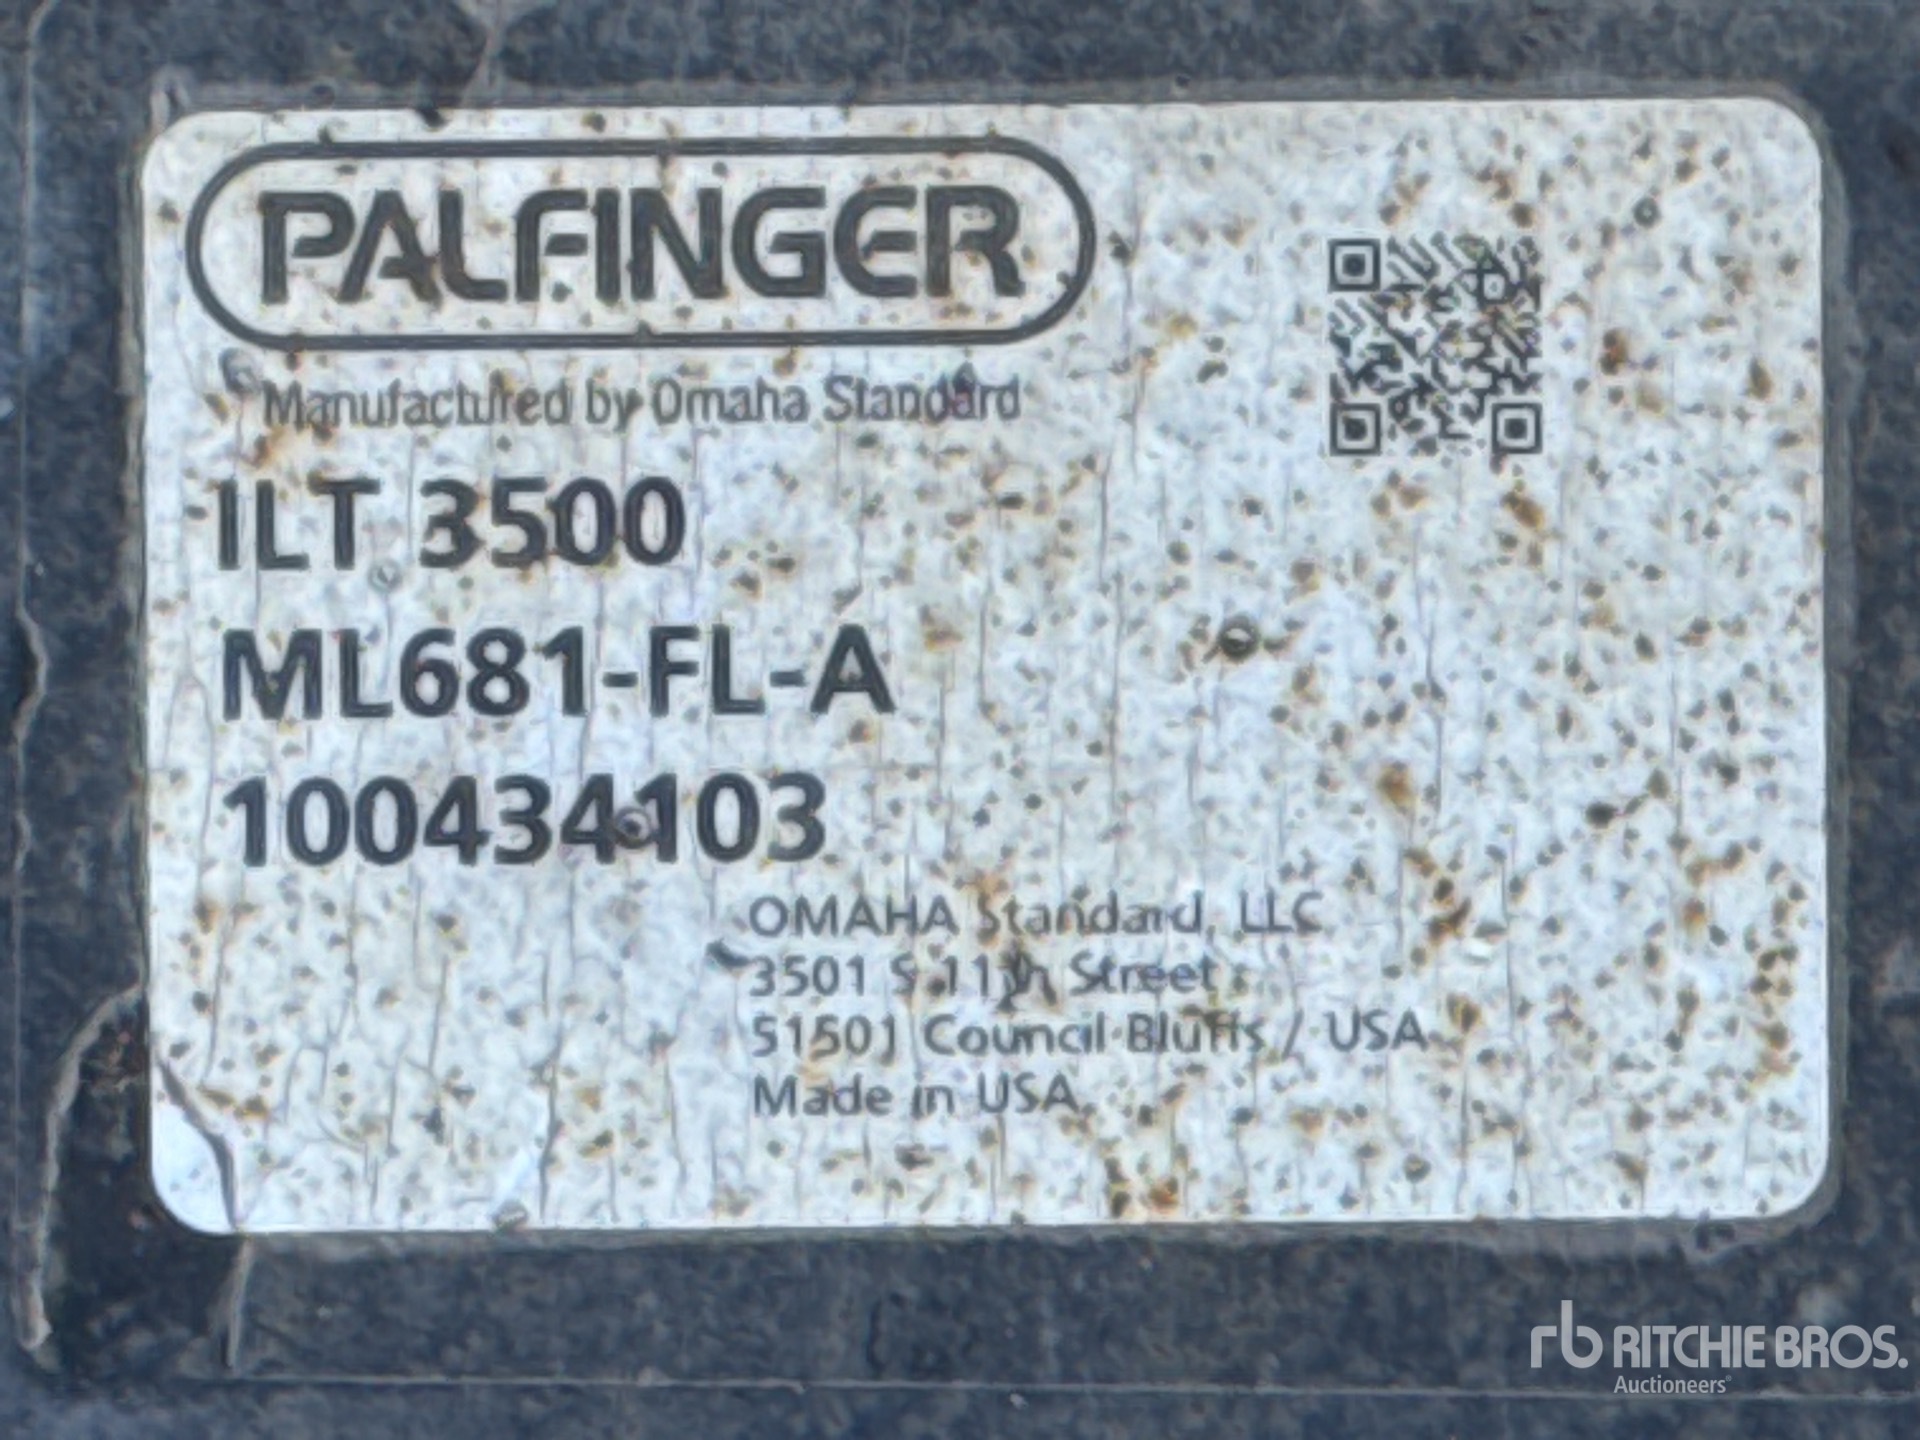 PALFINGER
Manufactured by Omaha Standard
ILT 3500
ML681-FL-A
100434103
OMAHA Standard, LLC
3501 S 11th Street
51501 Council Bluffs / USA
Made in USA
rb RITCHIE BROS.
Auctioneers®